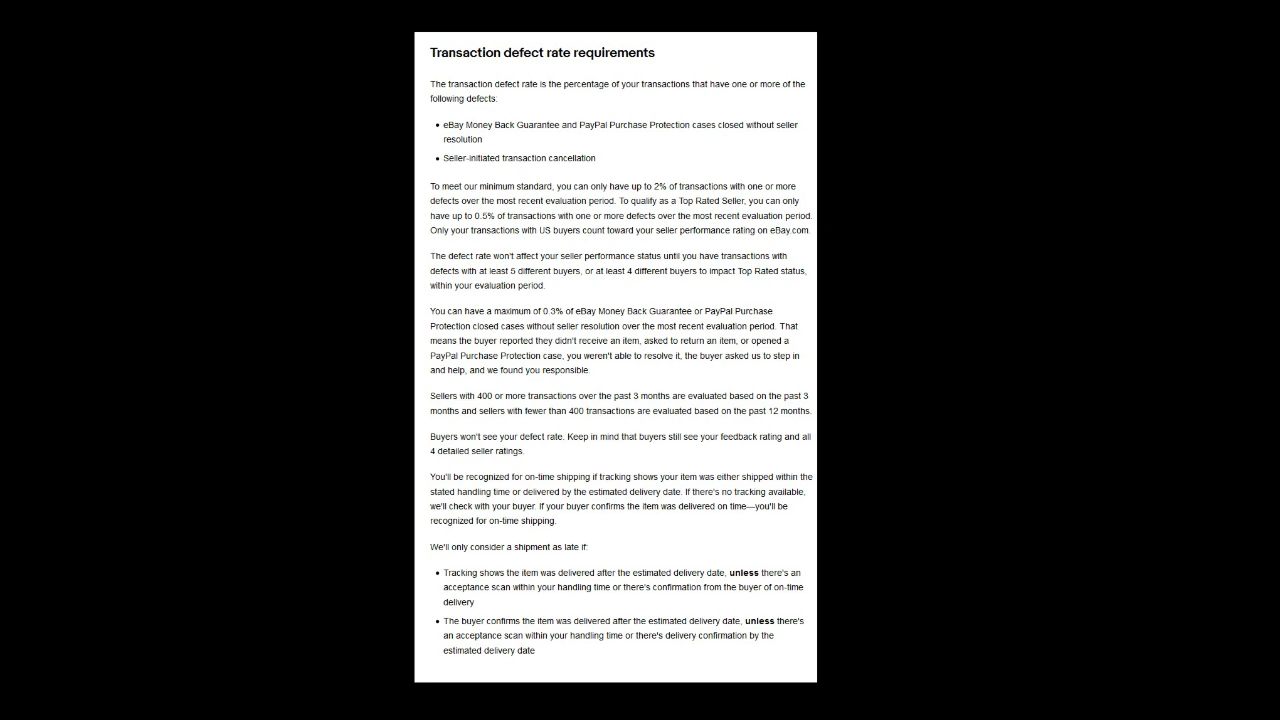 Transaction defect rate requirements
The transaction defect rate is the percentage of your transactions that have one or more of the
following defects:
• eBay Money Back Guarantee and PayPal Purchase Protection cases closed without seller
resolution
• Seller-initiated transaction cancellation
To meet our minimum standard, you can only have up to 2% of transactions with one or more
defects over the most recent evaluation period. To qualify as a Top Rated Seller, you can only
have up to 0.5% of transactions with one or more defects over the most recent evaluation period.
Only your transactions with US buyers count toward your seller performance rating on eBay.com.
The defect rate won't affect your seller performance status until you have transactions with
defects with at least 5 different buyers, or at least 4 different buyers to impact Top Rated status,
within your evaluation period.
You can have a maximum of 0.3% of eBay Money Back Guarantee or PayPal Purchase
Protection closed cases without seller resolution over the most recent evaluation period. That
means the buyer reported they didn't receive an item, asked to return an item, or opened a
PayPal Purchase Protection case, you weren't able to resolve it, the buyer asked us to step in
and help, and we found you responsible.
Sellers with 400 or more transactions over the past 3 months are evaluated based on the past 3
months and sellers with fewer than 400 transactions are evaluated based on the past 12 months.
Buyers won't see your defect rate. Keep in mind that buyers still see your feedback rating and all
4 detailed seller ratings.
You'll be recognized for on-time shipping if tracking shows your item was either shipped within the
stated handling time or delivered by the estimated delivery date. If there's no tracking available,
we'll check with your buyer. If your buyer confirms the item was delivered on time—you'll be
recognized for on-time shipping.
We'll only consider a shipment as late if:
• Tracking shows the item was delivered after the estimated delivery date, unless there's an
acceptance scan within your handling time or there's confirmation from the buyer of on-time
delivery
• The buyer confirms the item was delivered after the estimated delivery date, unless there's
an acceptance scan within your handling time or there's delivery confirmation by the
estimated delivery date